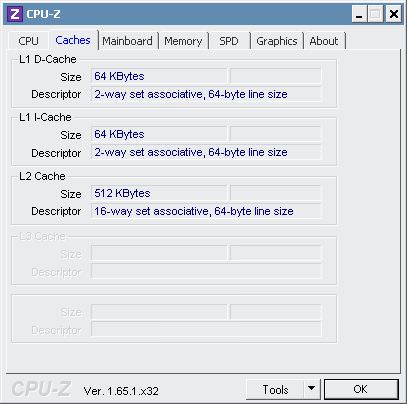 CPU-Z
CPU Caches Mainboard Memory SPD Graphics About
L1 D-Cache
Size 64 KBytes
Descriptor 2-way set associative, 64-byte line size
L1 I-Cache
Size 64 KBytes
Descriptor 2-way set associative, 64-byte line size
L2 Cache
Size 512 KBytes
Descriptor 16-way set associative, 64-byte line size
L3 Cache
Size
Descriptor
Size
Descriptor
CPU-Z Ver. 1.65.1.x32 Tools OK